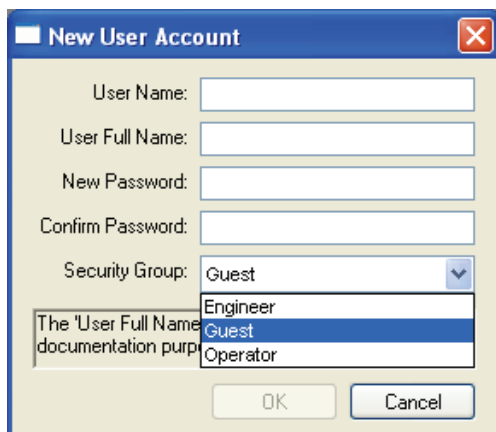 New User Account
User Name:
User Full Name:
New Password:
Confirm Password:
Security Group: Guest
Engineer
Guest
Operator
The 'User Full Name
documentation purp
OK Cancel